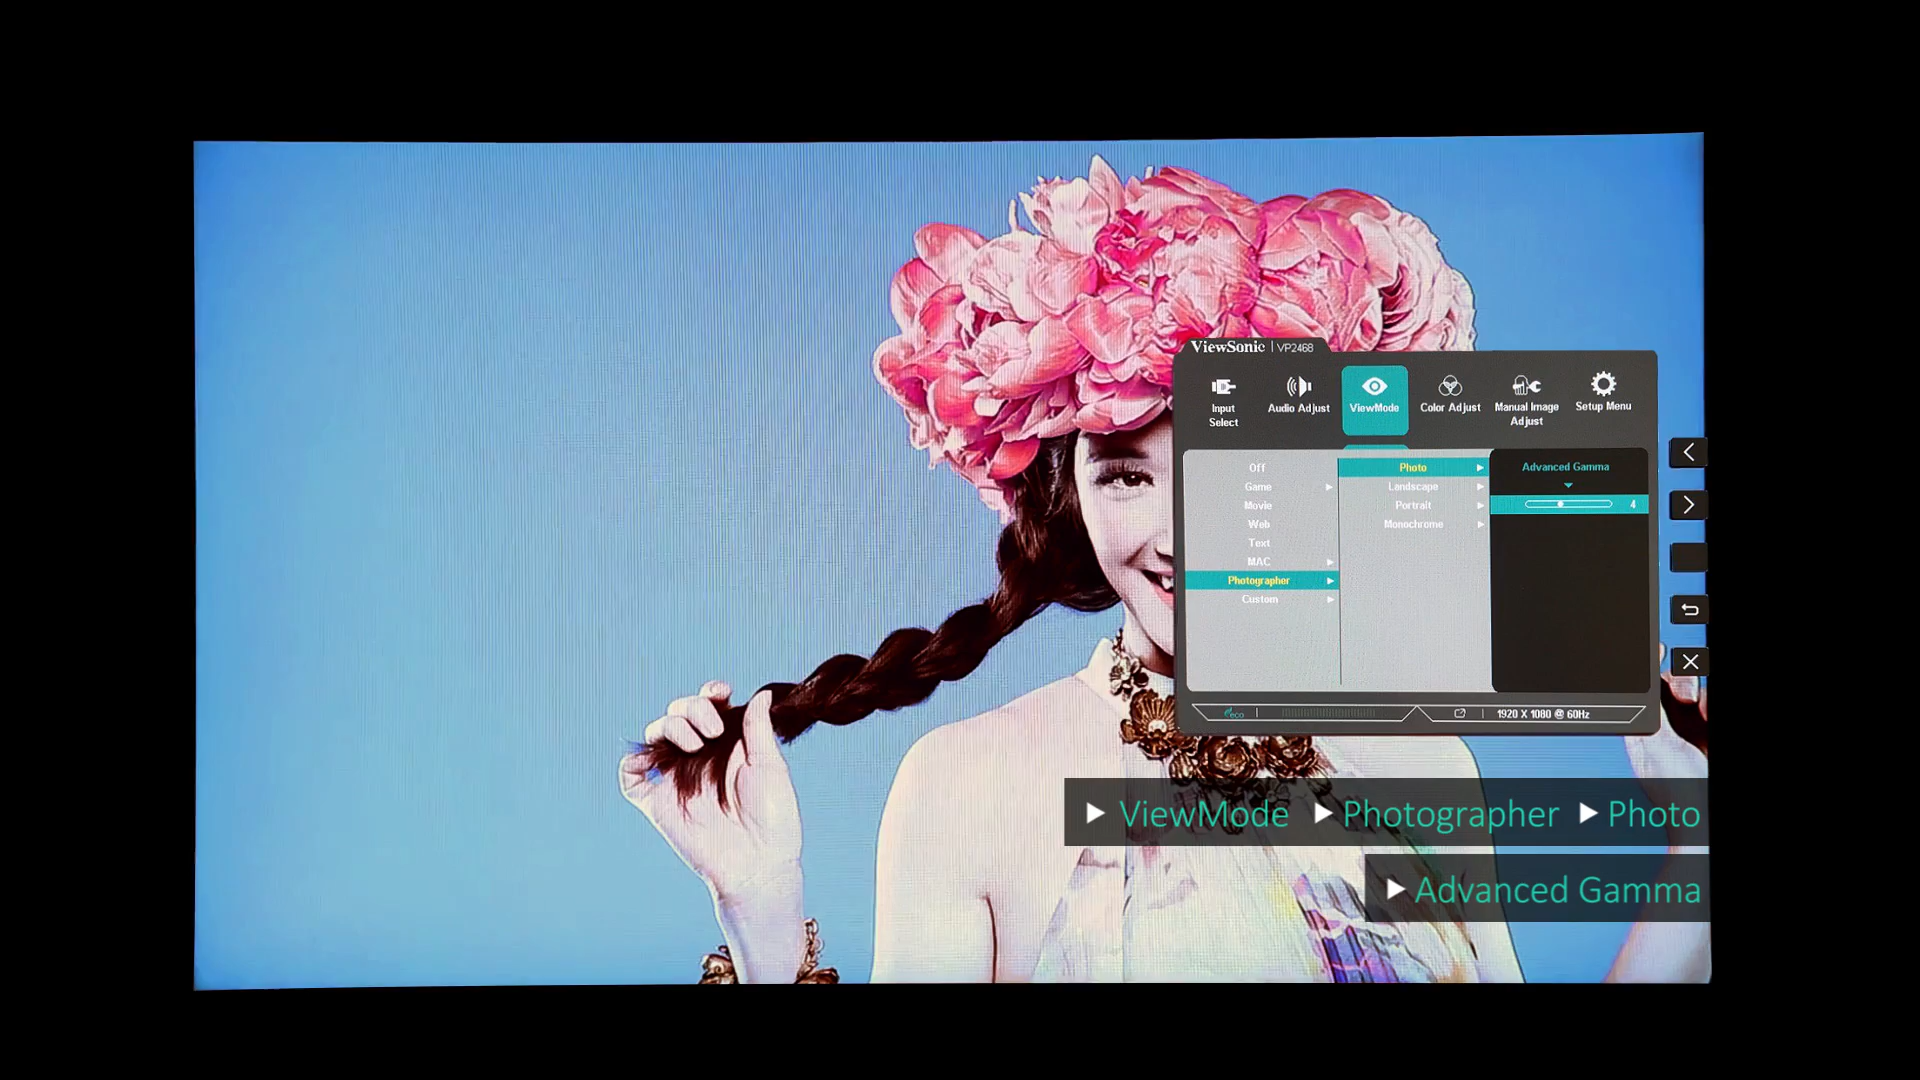 ViewSonic | VP2468
Input Select
Audio Adjust
ViewMode
Color Adjust
Manual Image Adjust
Setup Menu
Off
Game
Movie
Web
Text
MAC
Photographer
Custom
Photo
Landscape
Portrait
Monochrome
Advanced Gamma
4
eco
1920 X 1080 @ 60Hz
ViewMode Photographer Photo
Advanced Gamma